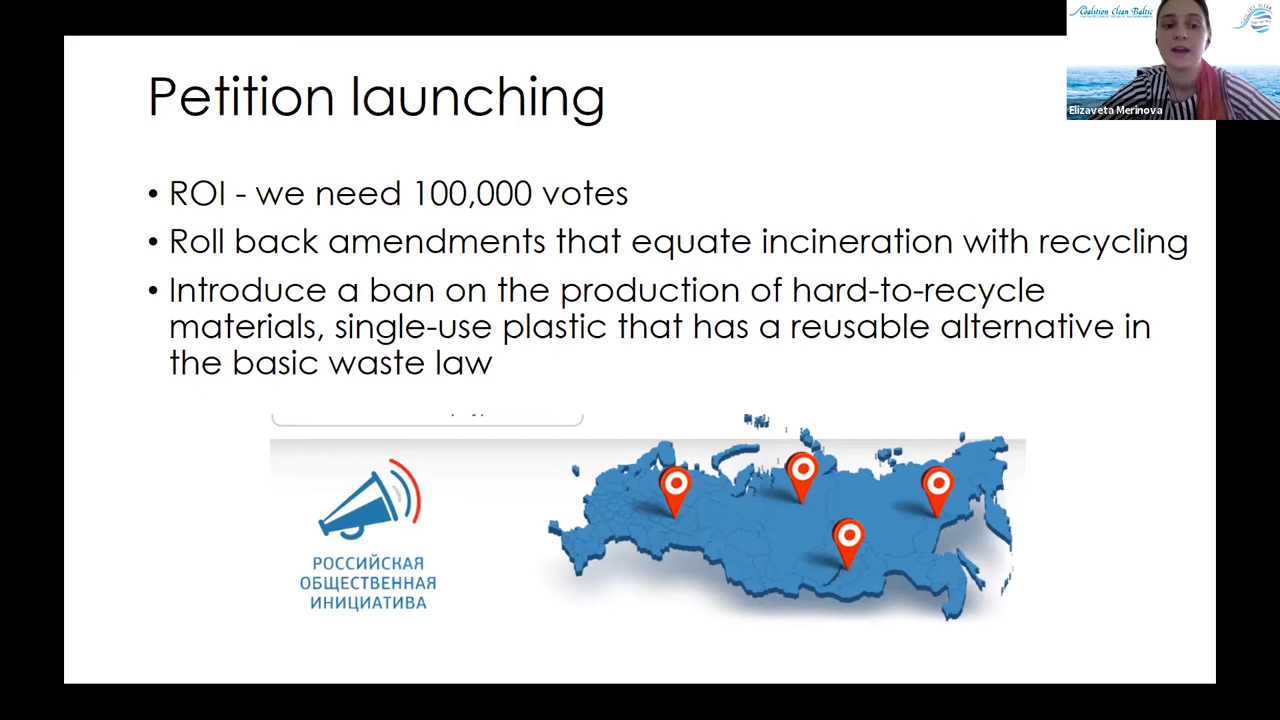 Coalition Clean Baltic
Elizaveta Merinova
Petition launching
• ROI - we need 100,000 votes
• Roll back amendments that equate incineration with recycling
• Introduce a ban on the production of hard-to-recycle
materials, single-use plastic that has a reusable alternative in
the basic waste law
РОССИЙСКАЯ
ОБЩЕСТВЕННАЯ
ИНИЦИАТИВА